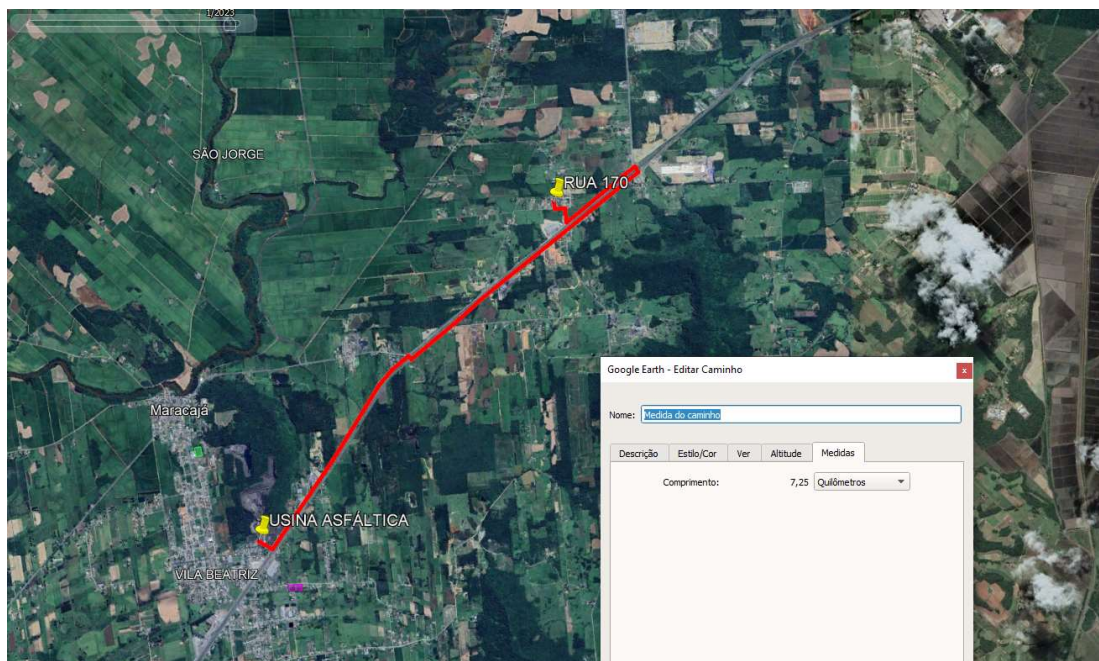 1/2023
SÃO JORGE
RUA 170
Maracajá
USINA ASFÁLTICA
VILA BEATRIZ
Google Earth - Editar Caminho
x
Nome: Medida do caminho
Descrição Estilo/Cor Ver Altitude Medidas
Comprimento: 7,25 Quilômetros